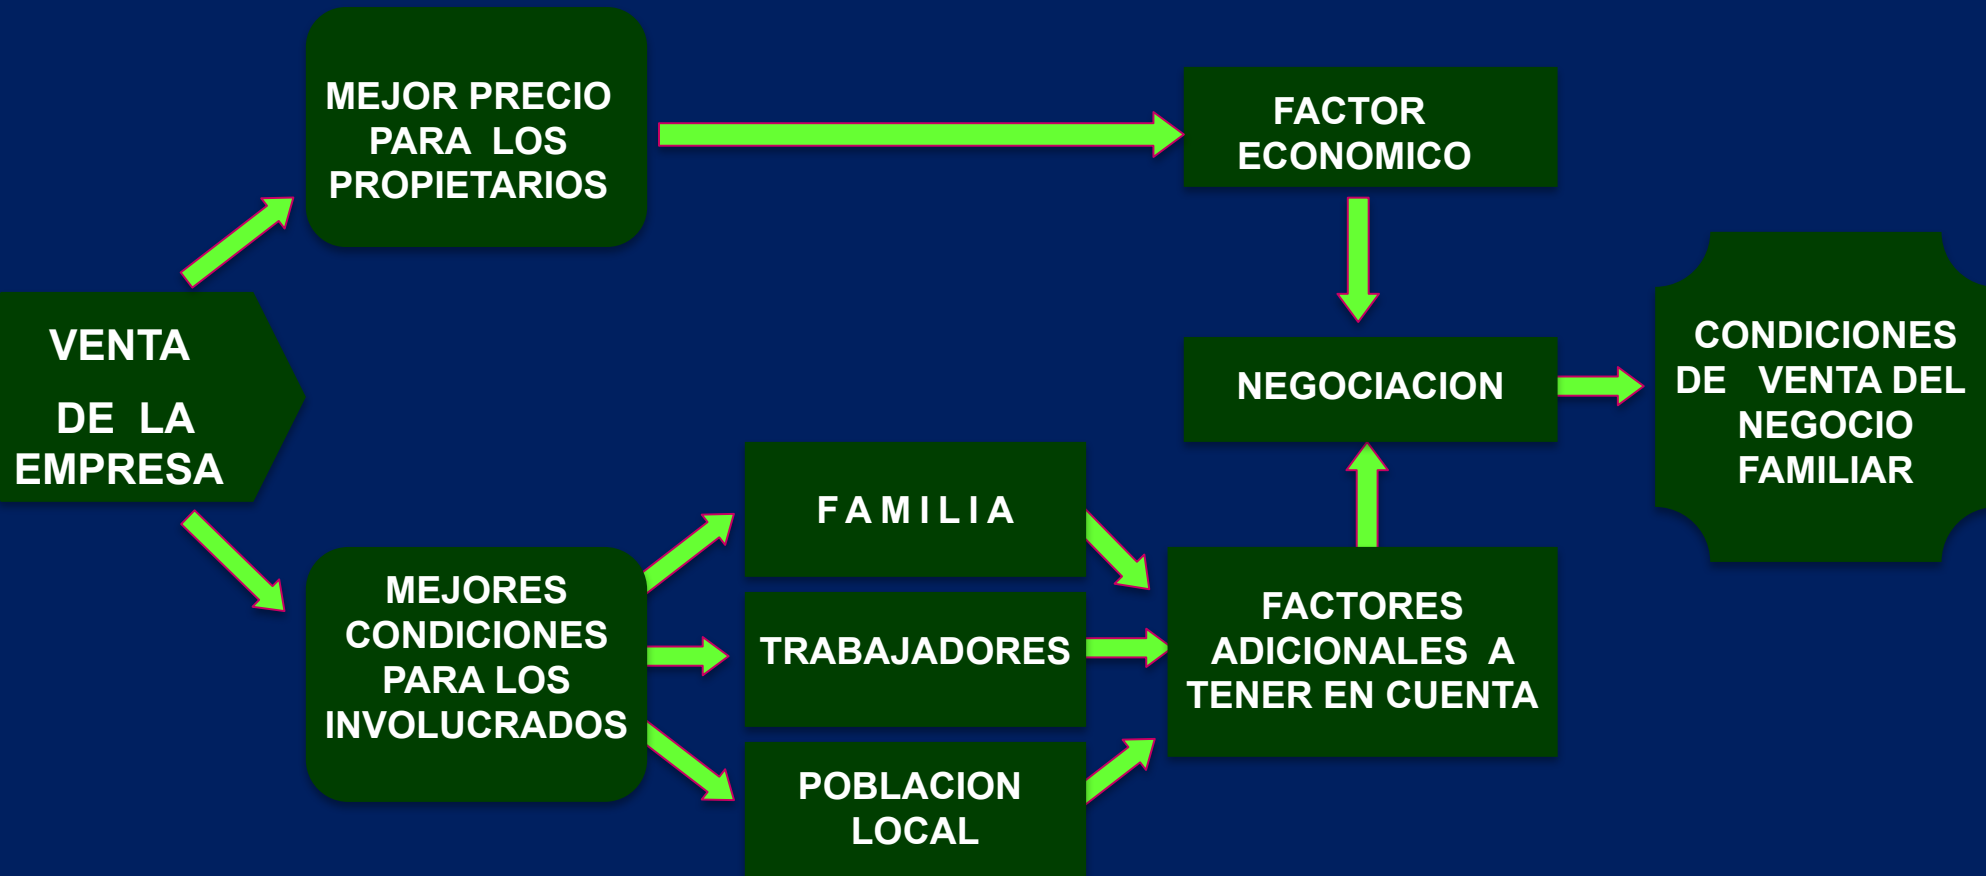 MEJOR PRECIO
PARA LOS
PROPIETARIOS
FACTOR
ECONOMICO
VENTA
DE LA
EMPRESA
NEGOCIACION
CONDICIONES
DE VENTA DEL
NEGOCIO
FAMILIAR
MEJORES
CONDICIONES
PARA LOS
INVOLUCRADOS
F A M I L I A
TRABAJADORES
POBLACION
LOCAL
FACTORES
ADICIONALES A
TENER EN CUENTA